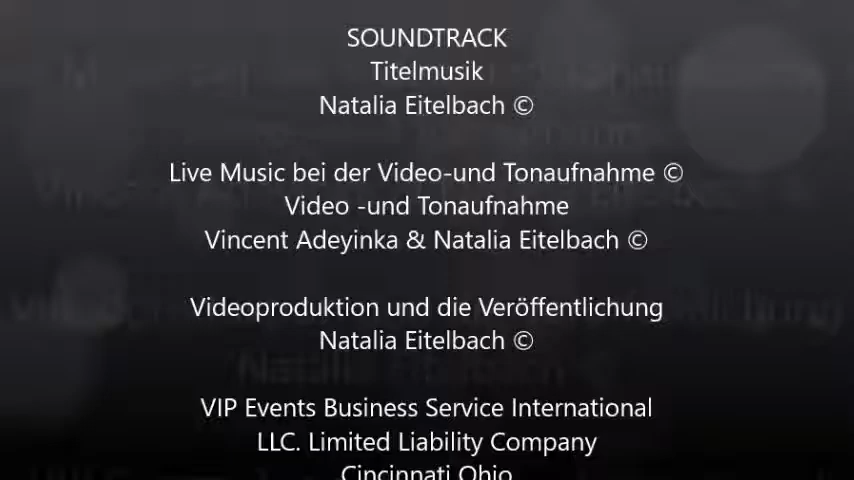 SOUNDTRACK
Titelmusik
Natalia Eitelbach ©
Live Music bei der Video-und Tonaufnahme ©
Video -und Tonaufnahme
Vincent Adeyinka & Natalia Eitelbach ©
Videoproduktion und die Veröffentlichung
Natalia Eitelbach ©
VIP Events Business Service International
LLC. Limited Liability Company
Cincinnati Ohio